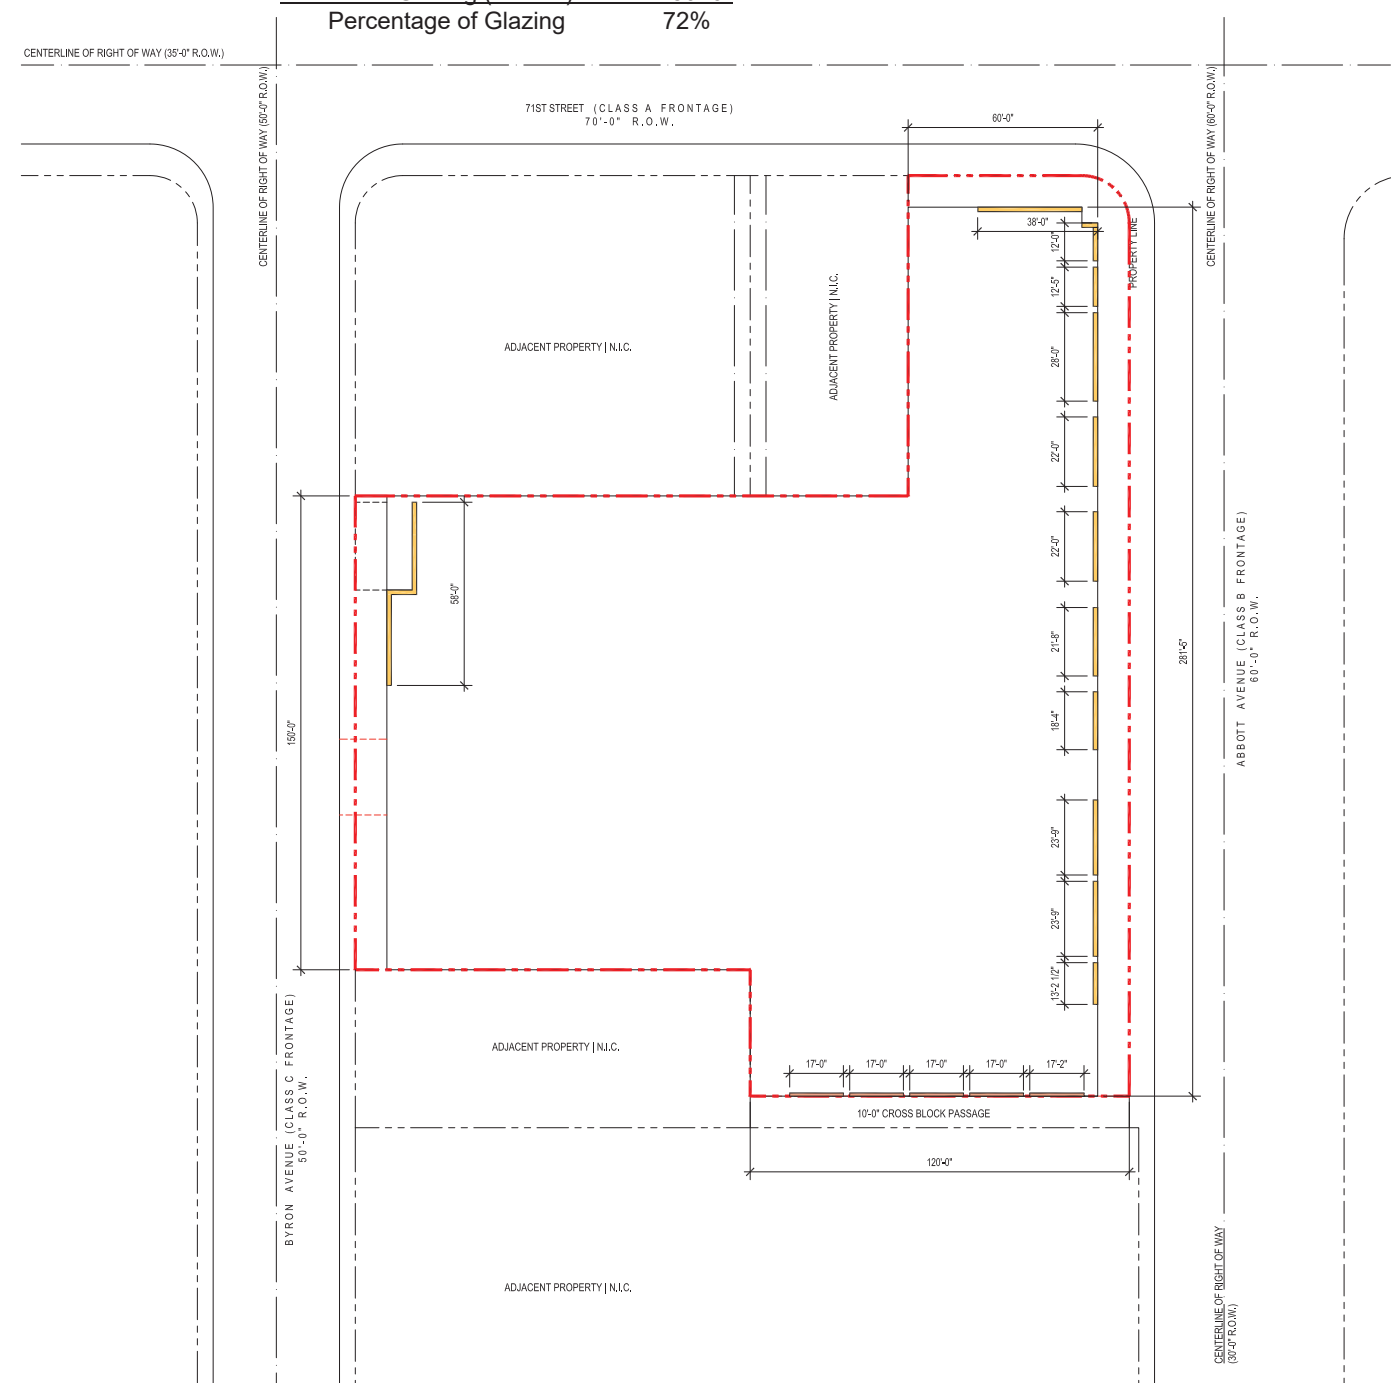 Percentage of Glazing 72%
CENTERLINE OF RIGHT OF WAY (35'-0" R.O.W.)
CENTERLINE OF RIGHT OF WAY (50'-0" R.O.W.)
71ST STREET (CLASS A FRONTAGE)
70'-0" R.O.W.
60'-0"
CENTERLINE OF RIGHT OF WAY (60'-0" R.O.W.)
38'-0"
PROPERTY LINE
12'-0"
12'-5"
ADJACENT PROPERTY | N.I.C.
ADJACENT PROPERTY | N.I.C.
28'-0"
22'-0"
22'-0"
58'-0"
21'-8"
281'-5"
ABBOTT AVENUE (CLASS B FRONTAGE)
60'-0" R.O.W.
18'-4"
150'-0"
23'-9"
23'-9"
13'-2 1/2"
BYRON AVENUE (CLASS C FRONTAGE)
50'-0" R.O.W.
ADJACENT PROPERTY | N.I.C.
17'-0"
17'-0"
17'-0"
17'-0"
17'-2"
10'-0" CROSS BLOCK PASSAGE
120'-0"
ADJACENT PROPERTY | N.I.C.
CENTERLINE OF RIGHT OF WAY
(30'-0" R.O.W.)